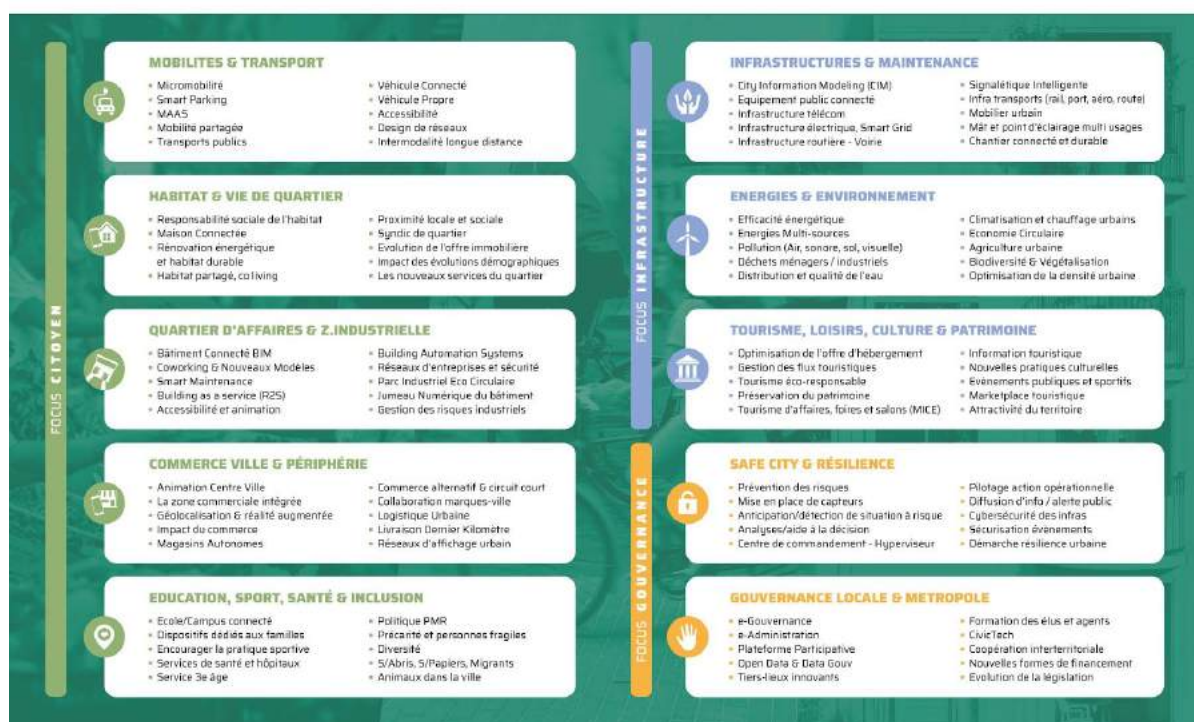 FOCUS CITOYEN
MOBILITES & TRANSPORT
• Micromobilité
• Smart Parking
• MAAS
• Mobilité partagée
• Transports publics
• Véhicule Connecté
• Véhicule Propre
• Accessibilité
• Design de réseaux
• Intermodalité longue distance
HABITAT & VIE DE QUARTIER
• Responsabilité sociale de l'habitat
• Maison Connectée
• Rénovation énergétique
et habitat durable
• Habitat partagé, co living
• Proximité locale et sociale
• Syndic de quartier
• Evolution de l'offre immobilière
• Impact des évolutions démographiques
• Les nouveaux services du quartier
QUARTIER D'AFFAIRES & Z.INDUSTRIELLE
• Bâtiment Connecté BIM
• Coworking & Nouveaux Modèles
• Smart Maintenance
• Building as a service (R2S)
• Accessibilité et animation
• Building Automation Systems
• Réseaux d'entreprises et sécurité
• Parc Industriel Eco Circulaire
• Jumeau Numérique du bâtiment
• Gestion des risques industriels
COMMERCE VILLE & PÉRIPHÉRIE
• Animation Centre Ville
• La zone commerciale intégrée
• Géolocalisation & réalité augmentée
• Impact du commerce
• Magasins Autonomes
• Commerce alternatif & circuit court
• Collaboration marques-ville
• Logistique Urbaine
• Livraison Dernier Kilomètre
• Réseaux d'affichage urbain
EDUCATION, SPORT, SANTÉ & INCLUSION
• Ecole/Campus connecté
• Dispositifs dédiés aux familles
• Encourager la pratique sportive
• Services de santé et hôpitaux
• Service 3e âge
• Politique PMR
• Précarité et personnes fragiles
• Diversité
• S/Abris, S/Papiers, Migrants
• Animaux dans la ville
FOCUS INFRASTRUCTURE
INFRASTRUCTURES & MAINTENANCE
• City Information Modeling (CIM)
• Equipement public connecté
• Infrastructure télécom
• Infrastructure électrique, Smart Grid
• Infrastructure routière - Voirie
• Signalétique Intelligente
• Infra transports (rail, port, aéro, route)
• Mobilier urbain
• Mât et point d'éclairage multi usages
• Chantier connecté et durable
ENERGIES & ENVIRONNEMENT
• Efficacité énergétique
• Energies Multi-sources
• Pollution (Air, sonore, sol, visuelle)
• Déchets ménagers / industriels
• Distribution et qualité de l'eau
• Climatisation et chauffage urbains
• Economie Circulaire
• Agriculture urbaine
• Biodiversité & Végétalisation
• Optimisation de la densité urbaine
TOURISME, LOISIRS, CULTURE & PATRIMOINE
• Optimisation de l'offre d'hébergement
• Gestion des flux touristiques
• Tourisme éco-responsable
• Préservation du patrimoine
• Tourisme d'affaires, foires et salons (MICE)
• Information touristique
• Nouvelles pratiques culturelles
• Evènements publiques et sportifs
• Marketplace touristique
• Attractivité du territoire
FOCUS GOUVERNANCE
SAFE CITY & RÉSILIENCE
• Prévention des risques
• Mise en place de capteurs
• Anticipation/détection de situation à risque
• Analyses/aide à la décision
• Centre de commandement - Hyperviseur
• Pilotage action opérationnelle
• Diffusion d'info / alerte public
• Cybersécurité des infras
• Sécurisation évènements
• Démarche résilience urbaine
GOUVERNANCE LOCALE & METROPOLE
• e-Gouvernance
• e-Administration
• Plateforme Participative
• Open Data & Data Gouv
• Tiers-lieux innovants
• Formation des élus et agents
• CivicTech
• Coopération interterritoriale
• Nouvelles formes de financement
• Evolution de la législation